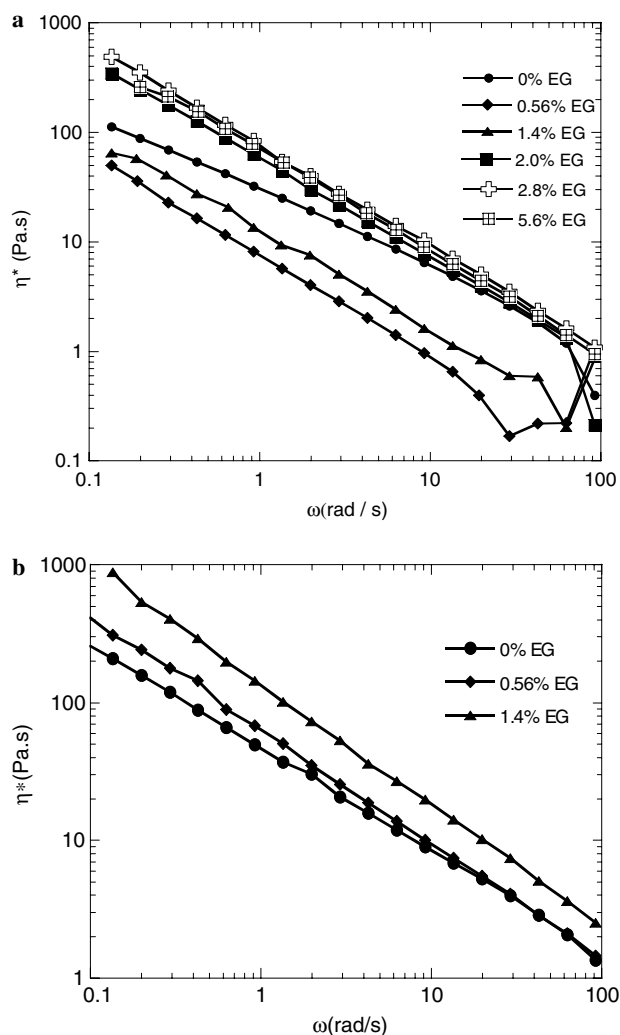 a
1000
100
10
1
0.1
η* (Pa.s)
0% EG
0.56% EG
1.4% EG
2.0% EG
2.8% EG
5.6% EG
0.1
1
10
100
ω(rad / s)
b
1000
100
10
1
η*(Pa.s)
0% EG
0.56% EG
1.4% EG
0.1
1
10
100
ω(rad/s)